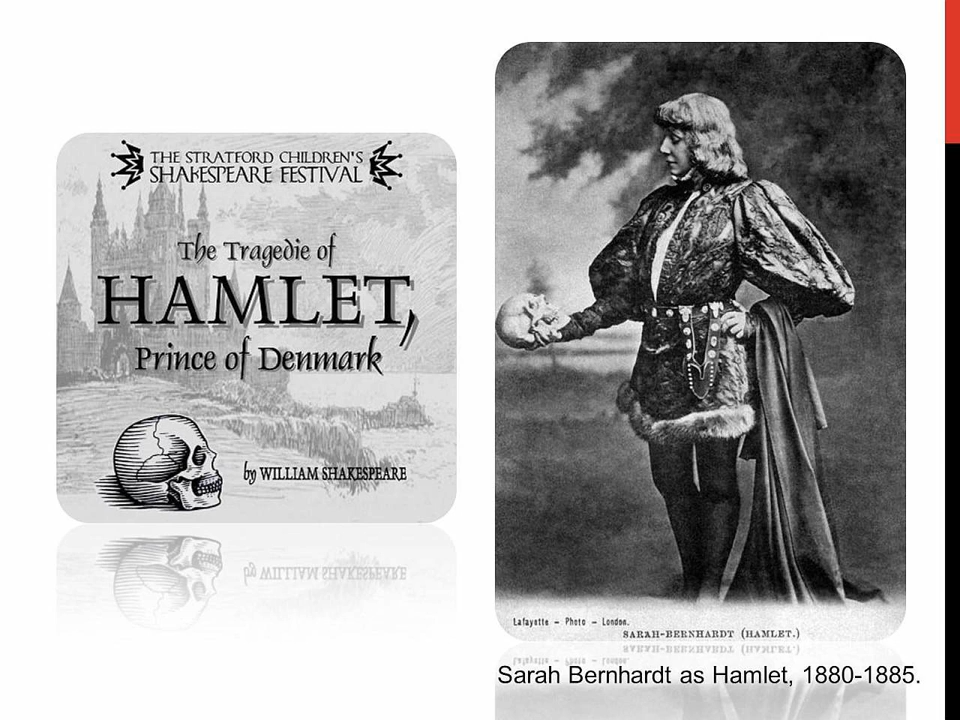 THE STRATFORD CHILDREN'S
SHAKESPEARE FESTIVAL
The Tragedie of
HAMLET,
Prince of Denmark
by WILLIAM SHAKESPEARE
Lafayette - Photo - London.
SARAH-BERNHARDT (HAMLET.)
Sarah Bernhardt as Hamlet, 1880-1885.